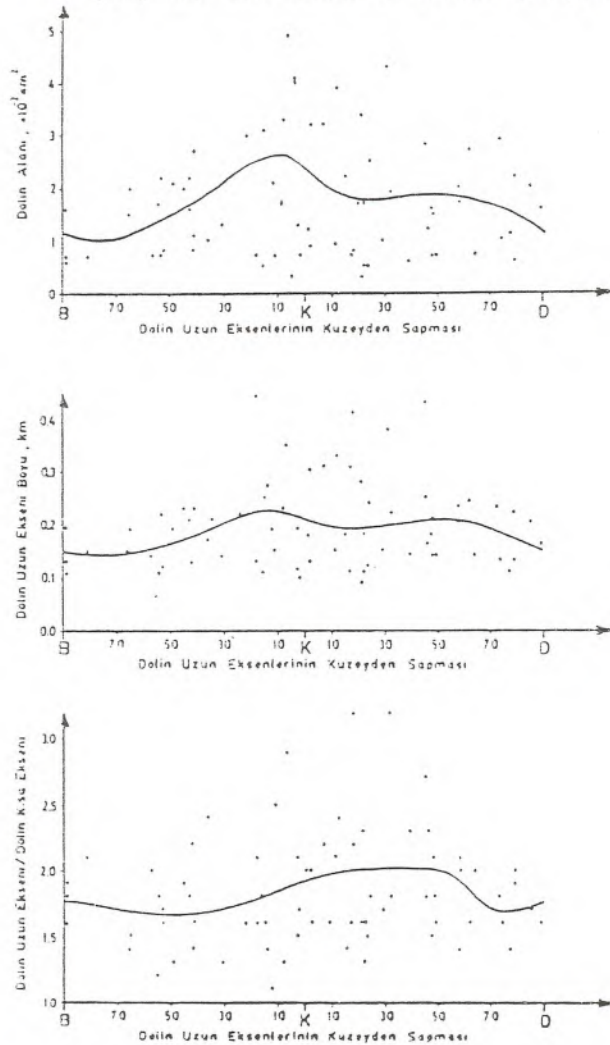 Dolin Alanı, ×10⁻² km²
5
4
3
2
1
0
B 70 50 30 10 K 10 30 50 70 D
Dolin Uzun Eksenlerinin Kuzeyden Sapması
Dolin Uzun Ekseni Boyu, km
0.4
0.3
0.2
0.1
0.0
B 70 50 30 10 K 10 30 50 70 D
Dolin Uzun Eksenlerinin Kuzeyden Sapması
Dolin Uzun Ekseni/Dolin Kısa Ekseni
3.0
2.5
2.0
1.5
1.0
B 70 50 30 10 K 10 30 50 70 D
Dolin Uzun Eksenlerinin Kuzeyden Sapması